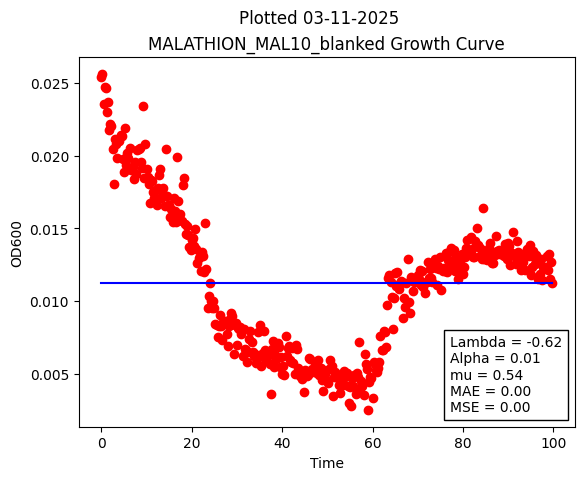 Plotted 03-11-2025
MALATHION_MAL10_blanked Growth Curve
0.025
0.020
0.015
0.010
0.005
OD600
0
20
40
60
80
100
Time
Lambda = -0.62
Alpha = 0.01
mu = 0.54
MAE = 0.00
MSE = 0.00